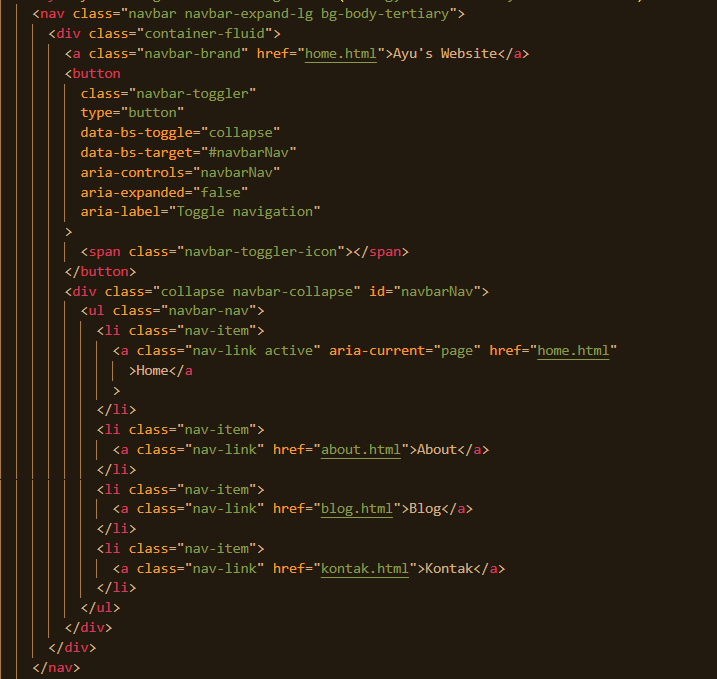 <nav class="navbar navbar-expand-lg bg-body-tertiary">
<div class="container-fluid">
<a class="navbar-brand" href="home.html">Ayu's Website</a>
<button
class="navbar-toggler"
type="button"
data-bs-toggle="collapse"
data-bs-target="#navbarNav"
aria-controls="navbarNav"
aria-expanded="false"
aria-label="Toggle navigation"
>
<span class="navbar-toggler-icon"></span>
</button>
<div class="collapse navbar-collapse" id="navbarNav">
<ul class="navbar-nav">
<li class="nav-item">
<a class="nav-link active" aria-current="page" href="home.html"
>Home</a
>
</li>
<li class="nav-item">
<a class="nav-link" href="about.html">About</a>
</li>
<li class="nav-item">
<a class="nav-link" href="blog.html">Blog</a>
</li>
<li class="nav-item">
<a class="nav-link" href="kontak.html">Kontak</a>
</li>
</ul>
</div>
</div>
</nav>